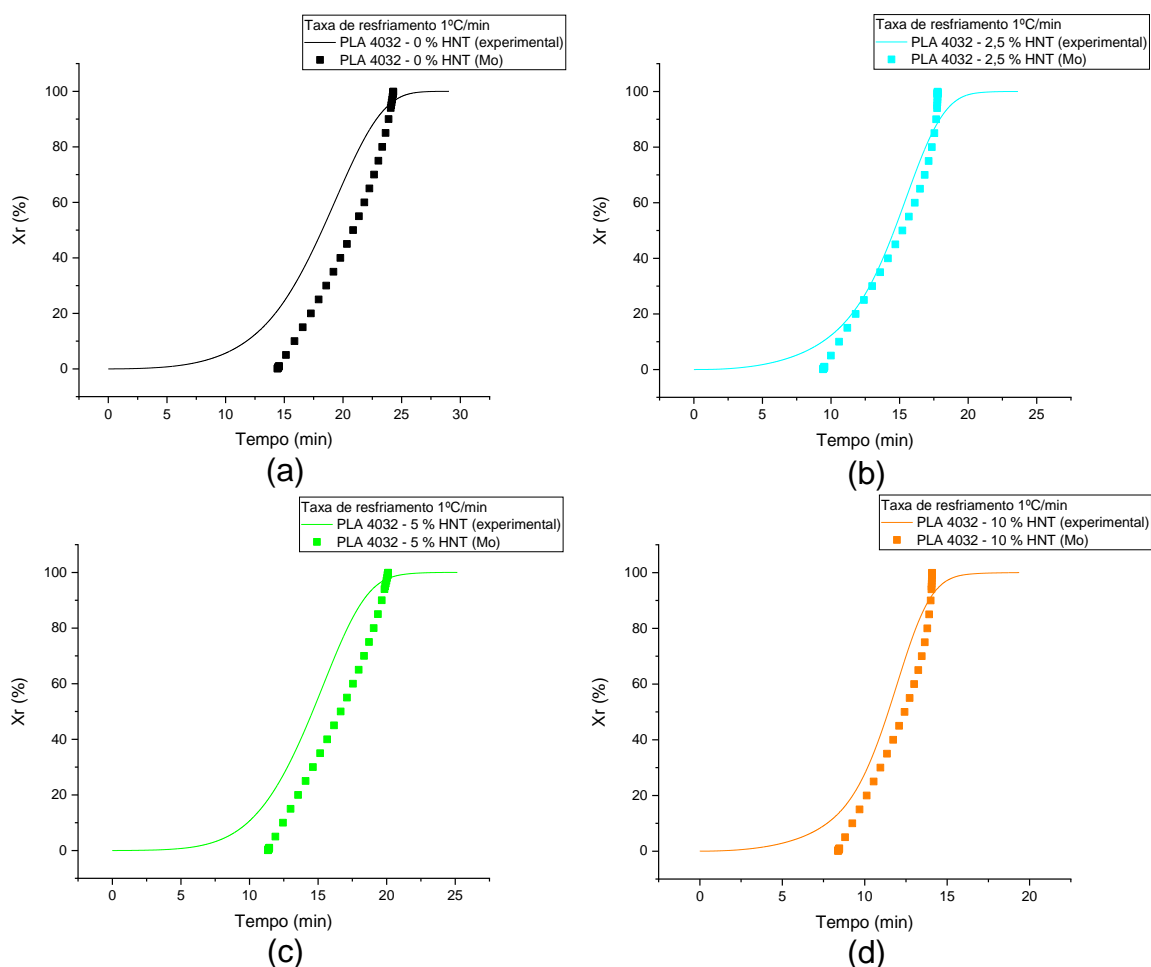 Taxa de resfriamento 1ºC/min
PLA 4032 - 0 % HNT (experimental)
PLA 4032 - 0 % HNT (Mo)
100
80
60
40
20
0
Xr (%)
0 5 10 15 20 25 30
Tempo (min)
(a)
Taxa de resfriamento 1ºC/min
PLA 4032 - 2,5 % HNT (experimental)
PLA 4032 - 2,5 % HNT (Mo)
100
80
60
40
20
0
Xr (%)
0 5 10 15 20 25
Tempo (min)
(b)
Taxa de resfriamento 1ºC/min
PLA 4032 - 5 % HNT (experimental)
PLA 4032 - 5 % HNT (Mo)
100
80
60
40
20
0
Xr (%)
0 5 10 15 20 25
Tempo (min)
(c)
Taxa de resfriamento 1ºC/min
PLA 4032 - 10 % HNT (experimental)
PLA 4032 - 10 % HNT (Mo)
100
80
60
40
20
0
Xr (%)
0 5 10 15 20
Tempo (min)
(d)